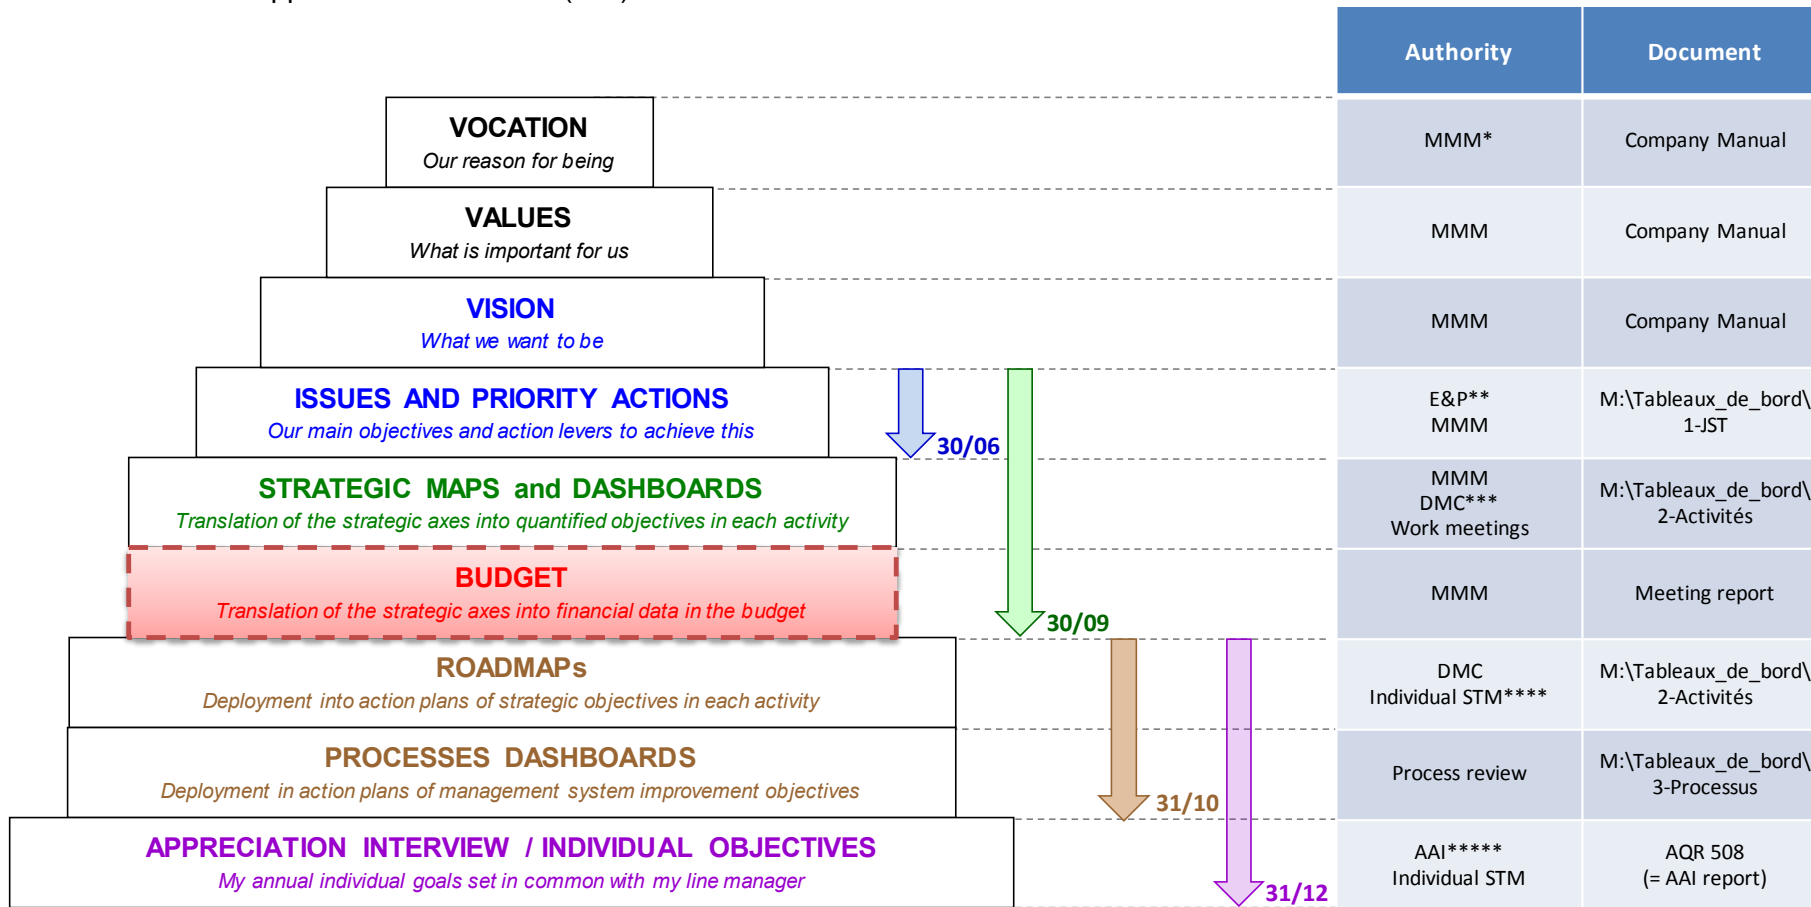 Authority
Document
VOCATION
Our reason for being
MMM*
Company Manual
VALUES
What is important for us
MMM
Company Manual
VISION
What we want to be
MMM
Company Manual
ISSUES AND PRIORITY ACTIONS
Our main objectives and action levers to achieve this
30/06
E&P**
MMM
M:\Tableaux_de_bord\
1-JST
STRATEGIC MAPS and DASHBOARDS
Translation of the strategic axes into quantified objectives in each activity
MMM
DMC***
Work meetings
M:\Tableaux_de_bord\
2-Activités
BUDGET
Translation of the strategic axes into financial data in the budget
30/09
MMM
Meeting report
ROADMAPs
Deployment into action plans of strategic objectives in each activity
DMC
Individual STM****
M:\Tableaux_de_bord\
2-Activités
PROCESSES DASHBOARDS
Deployment in action plans of management system improvement objectives
31/10
Process review
M:\Tableaux_de_bord\
3-Processus
APPRECIATION INTERVIEW / INDIVIDUAL OBJECTIVES
My annual individual goals set in common with my line manager
31/12
AAI*****
Individual STM
AQR 508
(= AAI report)